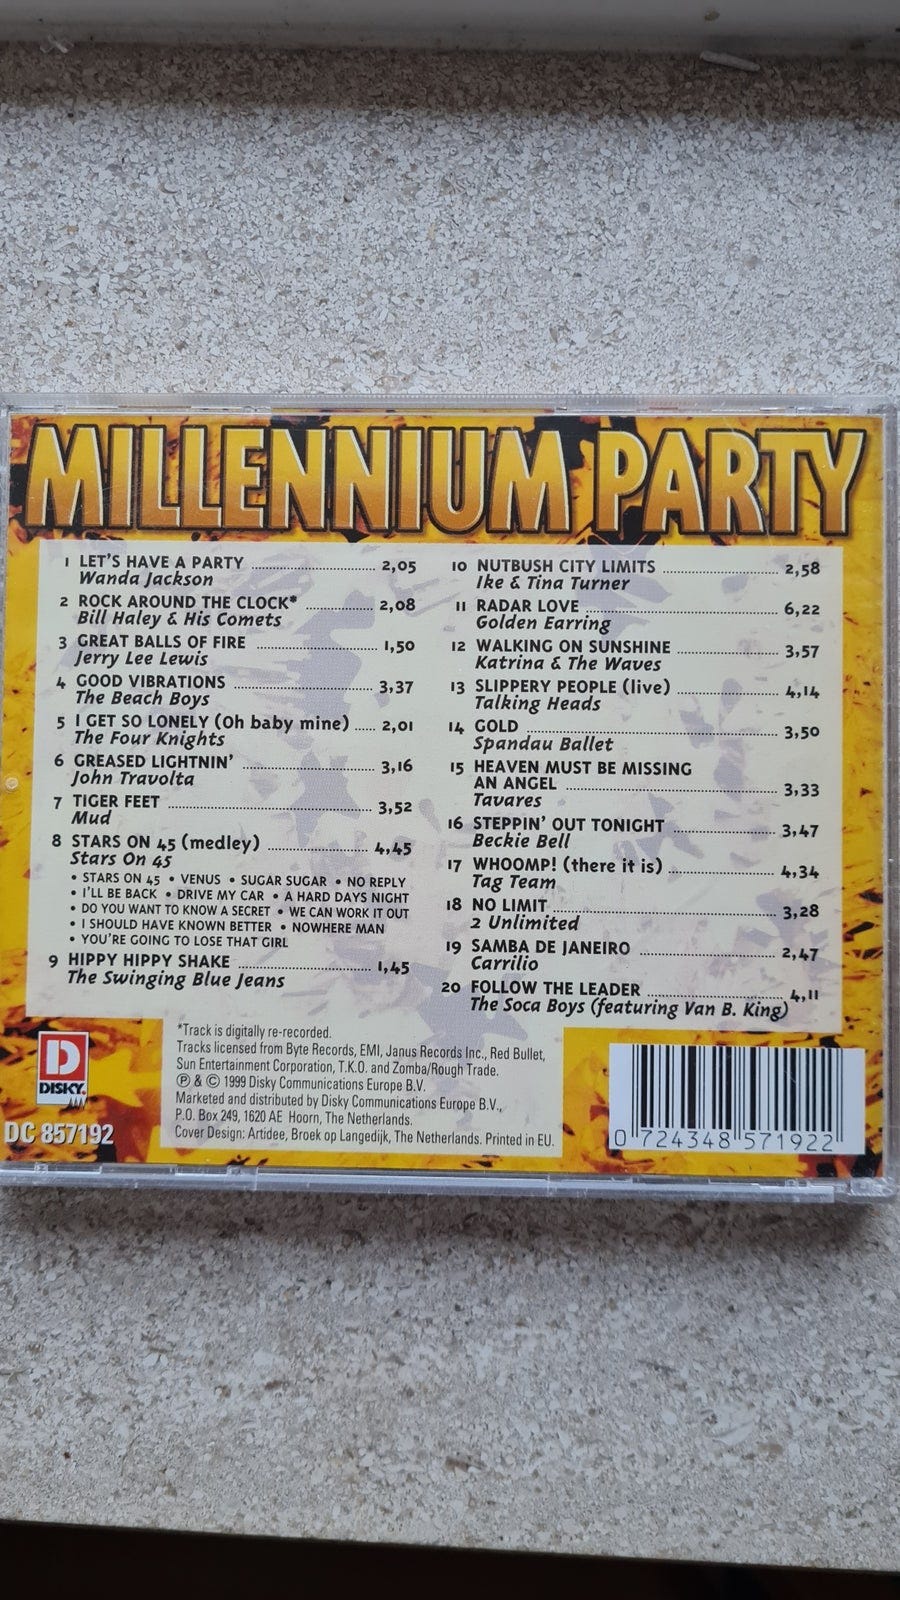 MILLENNIUM PARTY
1 LET'S HAVE A PARTY 2,05
Wanda Jackson
2 ROCK AROUND THE CLOCK* 2,08
Bill Haley & His Comets
3 GREAT BALLS OF FIRE 1,50
Jerry Lee Lewis
4 GOOD VIBRATIONS 3,37
The Beach Boys
5 I GET SO LONELY (Oh baby mine) 2,01
The Four Knights
6 GREASED LIGHTNIN' 3,16
John Travolta
7 TIGER FEET 3,52
Mud
8 STARS ON 45 (medley) 4,45
Stars On 45
• STARS ON 45 • VENUS • SUGAR SUGAR • NO REPLY
• I'LL BE BACK • DRIVE MY CAR • A HARD DAYS NIGHT
• DO YOU WANT TO KNOW A SECRET • WE CAN WORK IT OUT
• I SHOULD HAVE KNOWN BETTER • NOWHERE MAN
• YOU'RE GOING TO LOSE THAT GIRL
9 HIPPY HIPPY SHAKE 1,45
The Swinging Blue Jeans
10 NUTBUSH CITY LIMITS 2,58
Ike & Tina Turner
11 RADAR LOVE 6,22
Golden Earring
12 WALKING ON SUNSHINE 3,57
Katrina & The Waves
13 SLIPPERY PEOPLE (live) 4,14
Talking Heads
14 GOLD 3,50
Spandau Ballet
15 HEAVEN MUST BE MISSING
AN ANGEL 3,33
Tavares
16 STEPPIN' OUT TONIGHT 3,47
Beckie Bell
17 WHOOMP! (there it is) 4,34
Tag Team
18 NO LIMIT 3,28
2 Unlimited
19 SAMBA DE JANEIRO 2,47
Carrilio
20 FOLLOW THE LEADER 4,11
The Soca Boys (featuring Van B. King)
*Track is digitally re-recorded.
Tracks licensed from Byte Records, EMI, Janus Records Inc., Red Bullet,
Sun Entertainment Corporation, T.K.O. and Zomba/Rough Trade.
℗ & © 1999 Disky Communications Europe B.V.
Marketed and distributed by Disky Communications Europe B.V.,
P.O. Box 249, 1620 AE Hoorn, The Netherlands.
Cover Design: Artidee, Broek op Langedijk, The Netherlands. Printed in EU.
D
DISKY
DC 857192
0 724348 571922